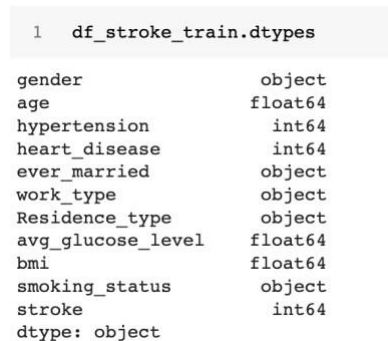 1 df_stroke_train.dtypes
gender object
age float64
hypertension int64
heart_disease int64
ever_married object
work_type object
Residence_type object
avg_glucose_level float64
bmi float64
smoking_status object
stroke int64
dtype: object